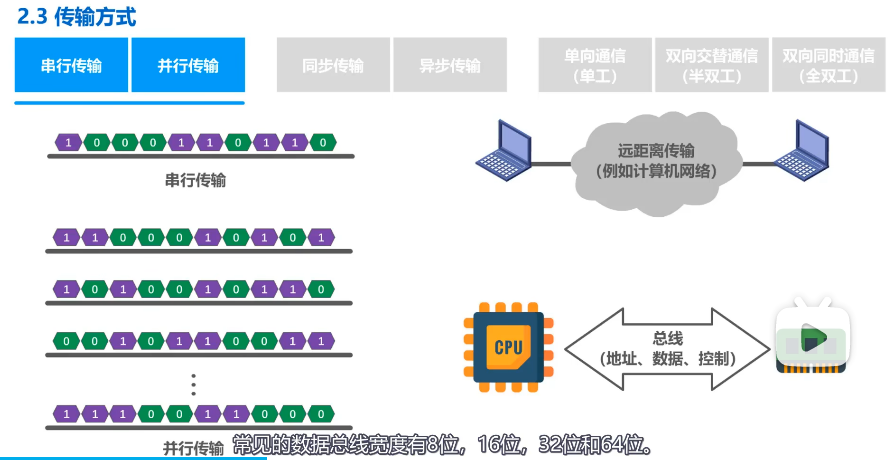 2.3 传输方式
串行传输
并行传输
同步传输
异步传输
单向通信
（单工）
双向交替通信
（半双工）
双向同时通信
（全双工）
1 0 0 0 1 1 0 1 1 0
串行传输
远距离传输
（例如计算机网络）
1 1 0 0 0 1 0 1 0 1
1 0 1 0 0 1 0 1 1 0
0 0 1 0 1 1 0 0 1 1
1 1 1 0 0 1 1 0 0 0
并行传输
CPU
总线
（地址、数据、控制）
常见的数据总线宽度有8位，16位，32位和64位。